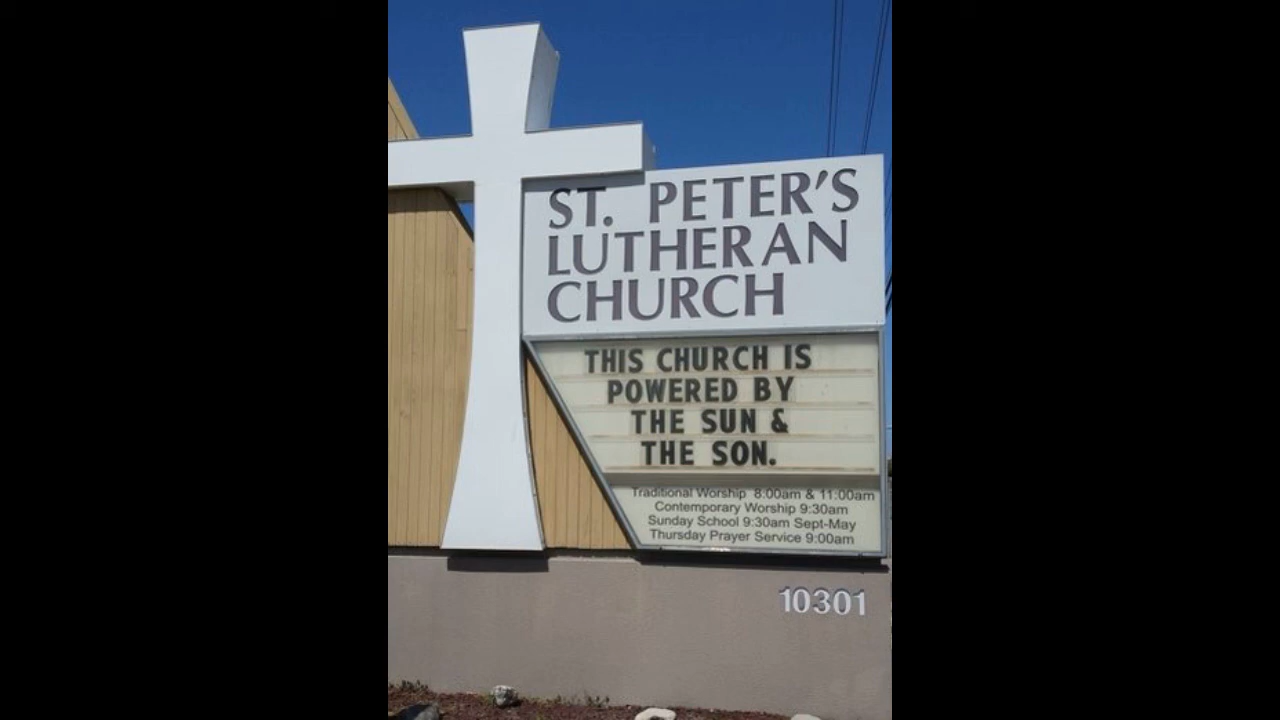 ST. PETER'S
LUTHERAN
CHURCH
THIS CHURCH IS
POWERED BY
THE SUN &
THE SON.
Traditional Worship 8:00am & 11:00am
Contemporary Worship 9:30am
Sunday School 9:30am Sept-May
Thursday Prayer Service 9:00am
10301